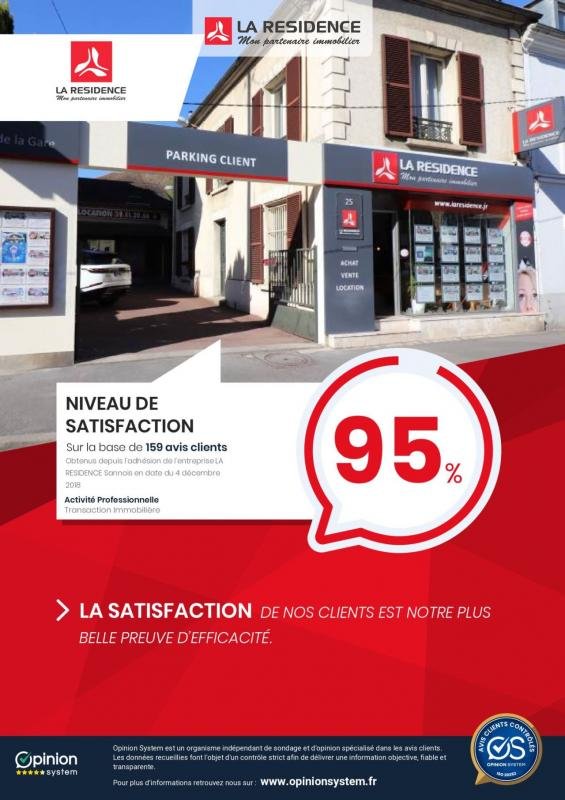 LA RESIDENCE
Mon partenaire immobilier
LA RESIDENCE
Mon partenaire immobilier
de la Gare
PARKING CLIENT
LA RESIDENCE
Mon partenaire immobilier
www.laresidence.fr
25
LA RESIDENCE
ACHAT
VENTE
LOCATION
LOCATION
NIVEAU DE
SATISFACTION
Sur la base de 159 avis clients
Obtenus depuis l'adhésion de l'entreprise LA
RESIDENCE Sannois en date du 4 décembre
2018
Activité Professionnelle
Transaction Immobilière
95%
LA SATISFACTION DE NOS CLIENTS EST NOTRE PLUS
BELLE PREUVE D'EFFICACITÉ.
Opinion
system
Opinion System est un organisme indépendant de sondage et d'opinion spécialisé dans les avis clients.
Les données recueillies font l'objet d'un contrôle strict afin de délivrer une information objective, fiable et
transparente.
Pour plus d'informations retrouvez nous sur : www.opinionsystem.fr
AVIS CLIENTS CONTRÔLÉS
OS
OPINION SYSTEM
ISO 20252